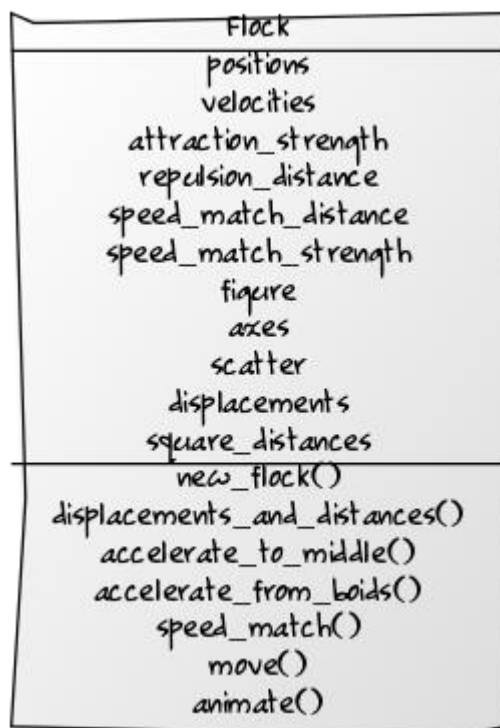 Flock
positions
velocities
attraction_strength
repulsion_distance
speed_match_distance
speed_match_strength
figure
axes
scatter
displacements
square_distances
new_flock()
displacements_and_distances()
accelerate_to_middle()
accelerate_from_boids()
speed_match()
move()
animate()